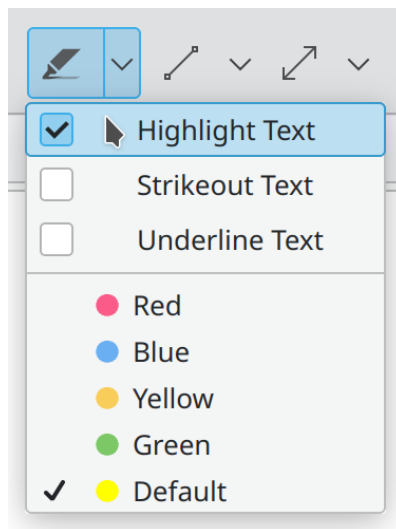 Highlight Text
Strikeout Text
Underline Text
Red
Blue
Yellow
Green
Default